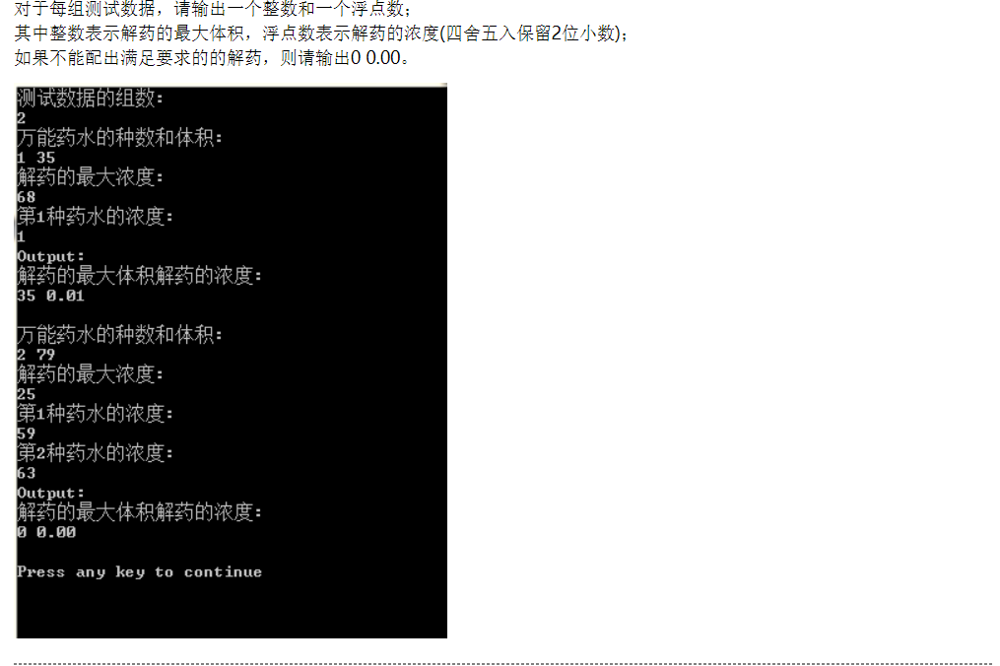 对于每组测试数据，请输出一个整数和一个浮点数；
其中整数表示解药的最大体积，浮点数表示解药的浓度(四舍五入保留2位小数)；
如果不能配出满足要求的的解药，则请输出0 0.00。
测试数据的组数：
2
万能药水的种数和体积：
1 35
解药的最大浓度：
68
第1种药水的浓度：
1
Output:
解药的最大体积解药的浓度：
35 0.01
万能药水的种数和体积：
2 79
解药的最大浓度：
25
第1种药水的浓度：
59
第2种药水的浓度：
63
Output:
解药的最大体积解药的浓度：
0 0.00
Press any key to continue